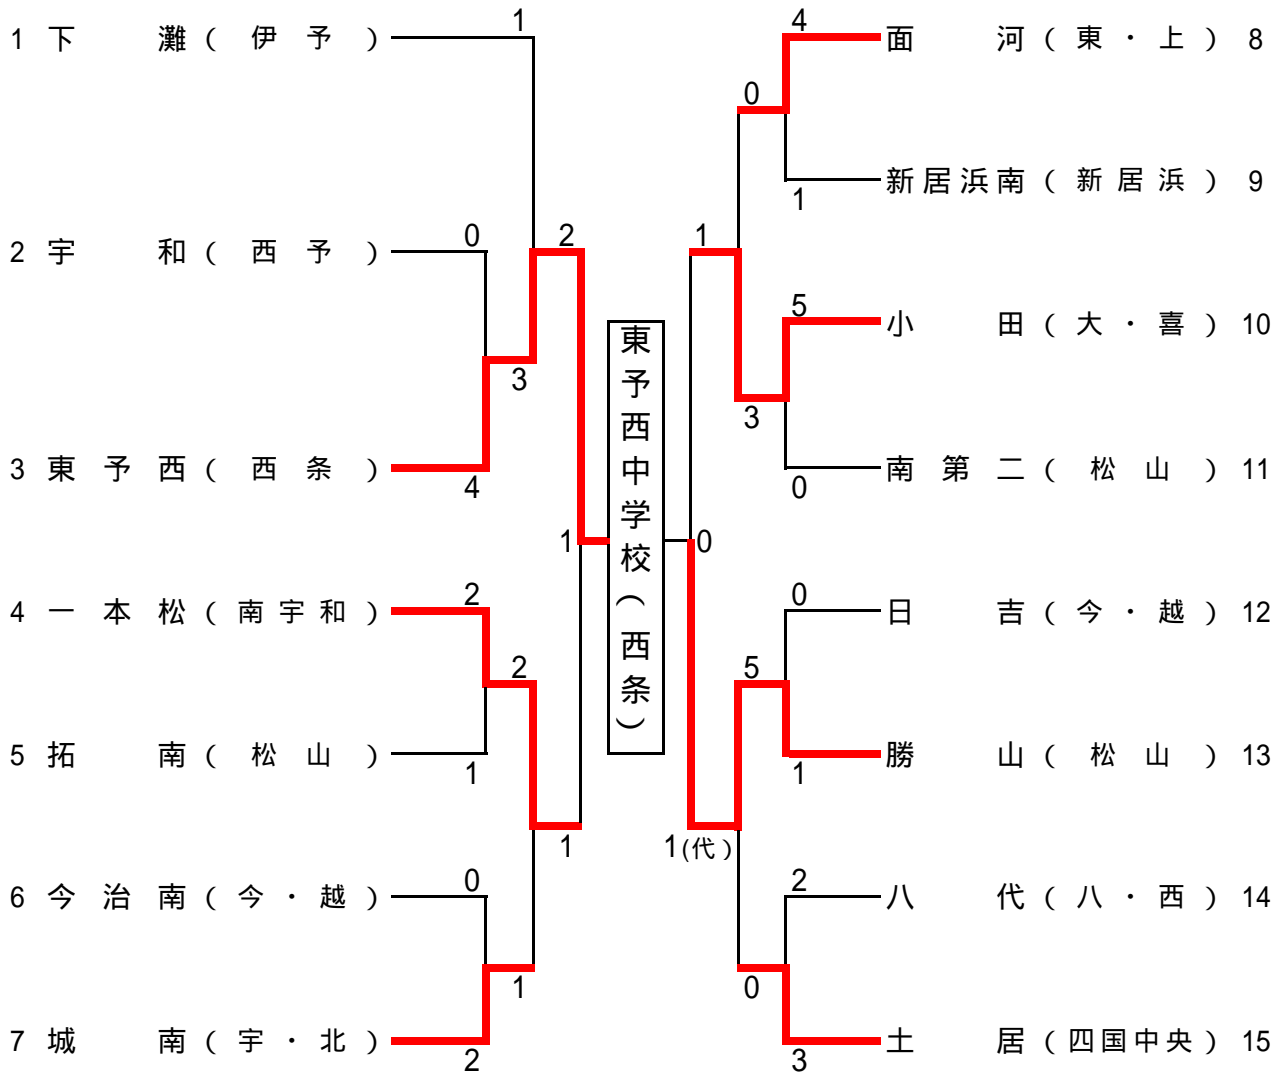 1 下灘(伊予)
2 宇和(西予)
3 東予西(西条)
4 一本松(南宇和)
5 拓南(松山)
6 今治南(今・越)
7 城南(宇・北)
1
0
4
3
2
2
1
2
0
2
1
1
1
東予西中学校(西条)
0
4
1
0
5
0
3
1
0
1
5
2
3
0
1(代)
面河(東・上) 8
新居浜南(新居浜) 9
小田(大・喜) 10
南第二(松山) 11
日吉(今・越) 12
勝山(松山) 13
八代(八・西) 14
土居(四国中央) 15